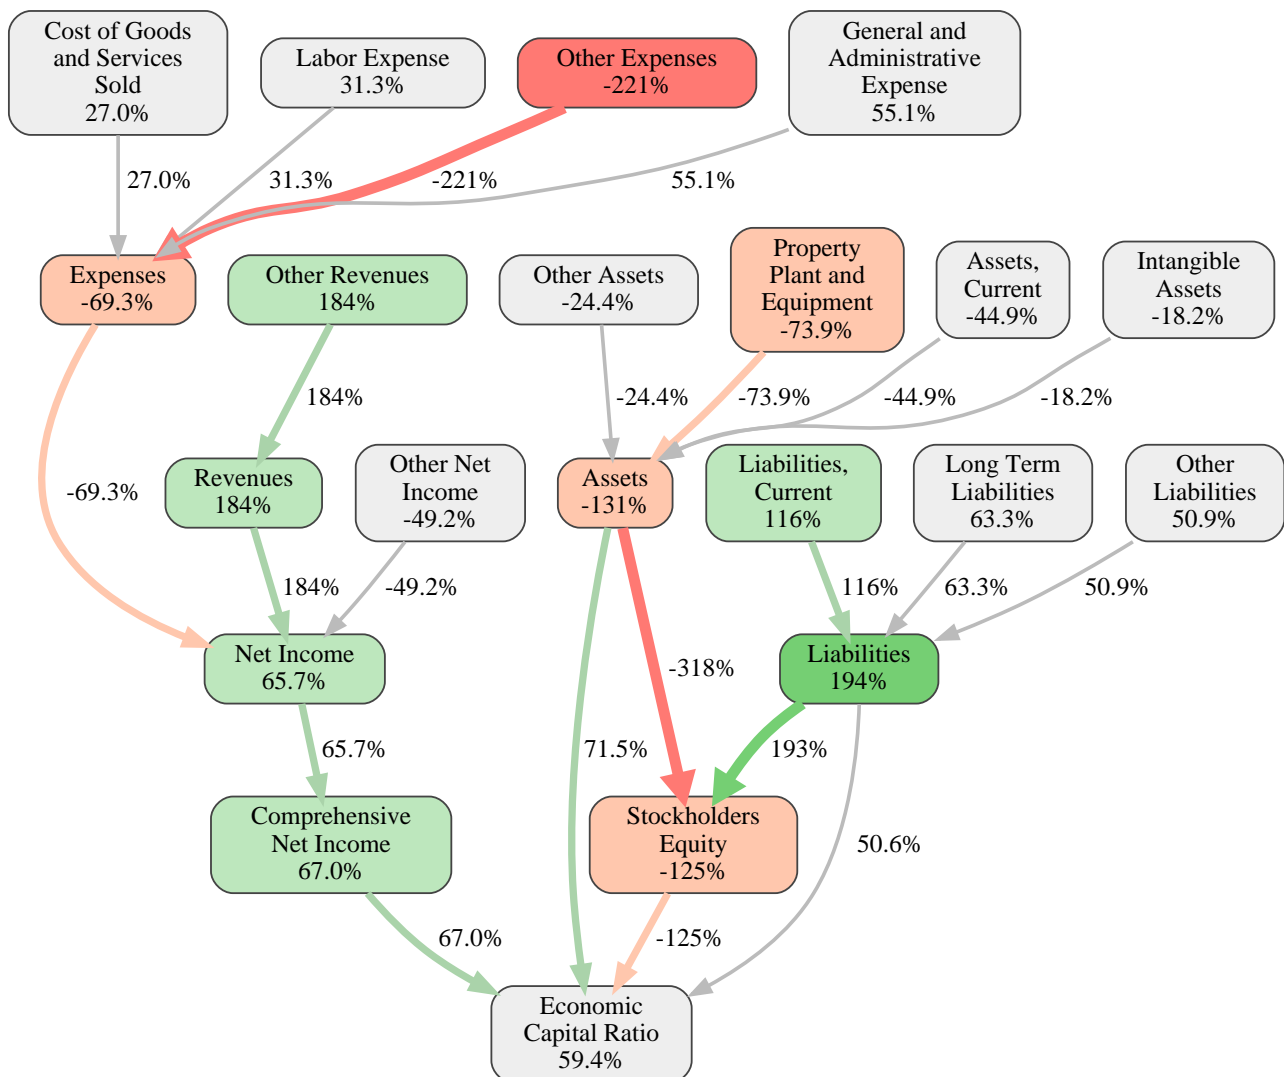 Cost of Goods
and Services
Sold
27.0%
Labor Expense
31.3%
Other Expenses
-221%
General and
Administrative
Expense
55.1%
27.0%
31.3%
-221%
55.1%
Expenses
-69.3%
Other Revenues
184%
Other Assets
-24.4%
Property
Plant and
Equipment
-73.9%
Assets,
Current
-44.9%
Intangible
Assets
-18.2%
184%
-24.4%
-73.9%
-44.9%
-18.2%
-69.3%
Revenues
184%
Other Net
Income
-49.2%
Assets
-131%
Liabilities,
Current
116%
Long Term
Liabilities
63.3%
Other
Liabilities
50.9%
184%
-49.2%
116%
63.3%
50.9%
Net Income
65.7%
-318%
Liabilities
194%
65.7%
71.5%
193%
Comprehensive
Net Income
67.0%
Stockholders
Equity
-125%
50.6%
67.0%
-125%
Economic
Capital Ratio
59.4%